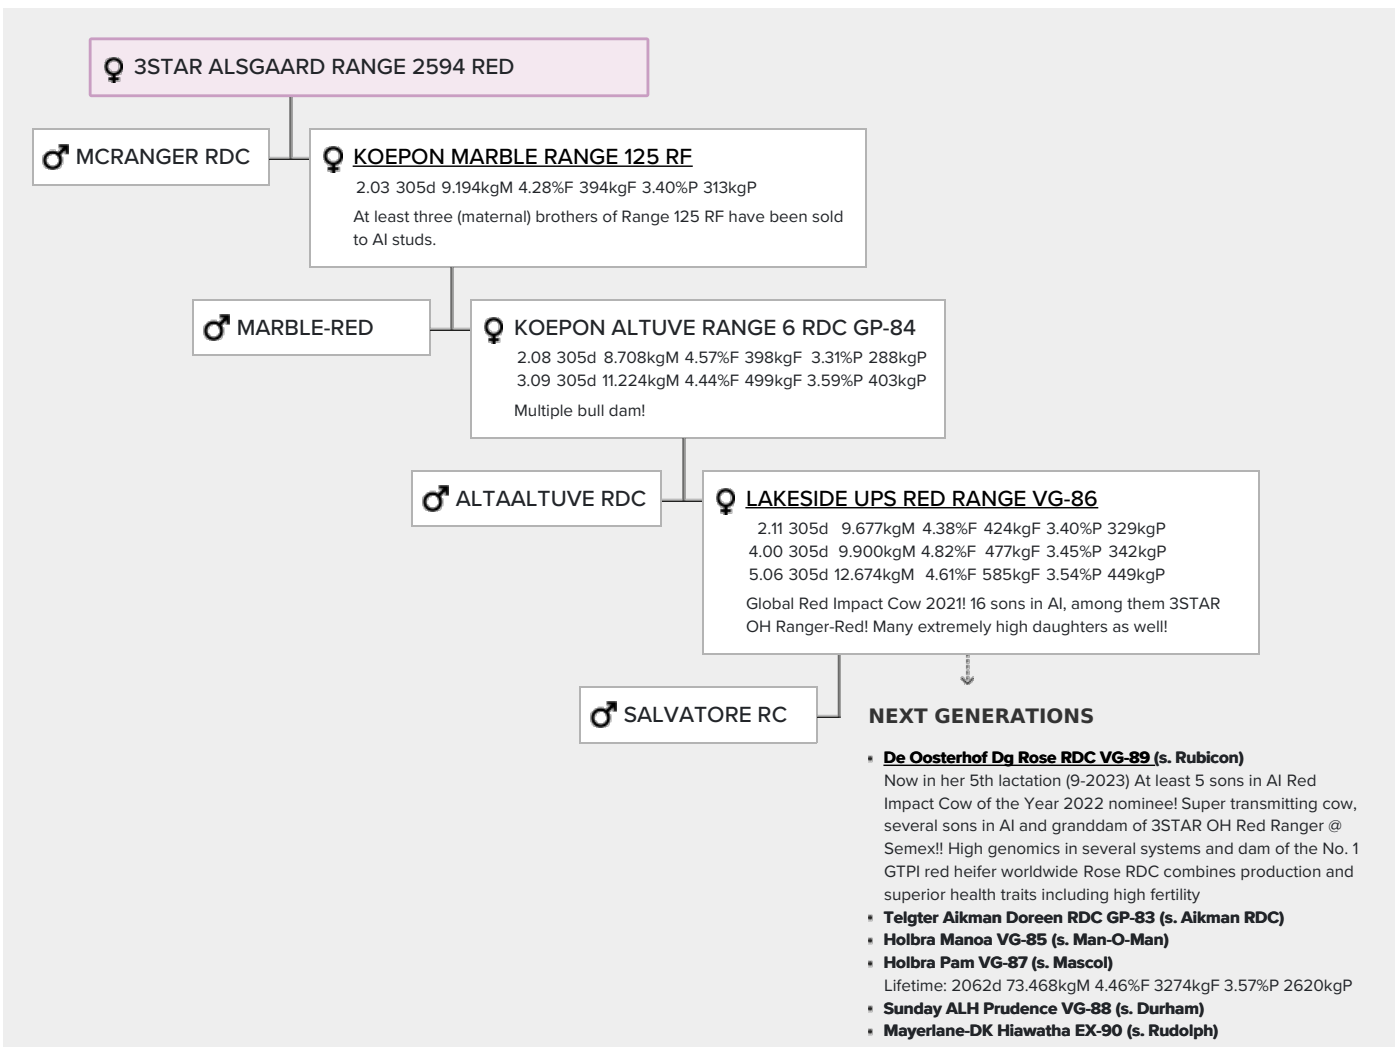 3STAR ALSGAARD RANGE 2594 RED
MCRANGER RDC
KOEPON MARBLE RANGE 125 RF
2.03 305d 9.194kgM 4.28%F 394kgF 3.40%P 313kgP
At least three (maternal) brothers of Range 125 RF have been sold
to AI studs.
MARBLE-RED
KOEPON ALTUVE RANGE 6 RDC GP-84
2.08 305d 8.708kgM 4.57%F 398kgF 3.31%P 288kgP
3.09 305d 11.224kgM 4.44%F 499kgF 3.59%P 403kgP
Multiple bull dam!
ALTAALTUVE RDC
LAKESIDE UPS RED RANGE VG-86
2.11 305d 9.677kgM 4.38%F 424kgF 3.40%P 329kgP
4.00 305d 9.900kgM 4.82%F 477kgF 3.45%P 342kgP
5.06 305d 12.674kgM 4.61%F 585kgF 3.54%P 449kgP
Global Red Impact Cow 2021! 16 sons in AI, among them 3STAR
OH Ranger-Red! Many extremely high daughters as well!
SALVATORE RC
NEXT GENERATIONS
▪ De Oosterhof Dg Rose RDC VG-89 (s. Rubicon)
Now in her 5th lactation (9-2023) At least 5 sons in AI Red
Impact Cow of the Year 2022 nominee! Super transmitting cow,
several sons in AI and granddam of 3STAR OH Red Ranger @
Semex!! High genomics in several systems and dam of the No. 1
GTPI red heifer worldwide Rose RDC combines production and
superior health traits including high fertility
▪ Telgter Aikman Doreen RDC GP-83 (s. Aikman RDC)
▪ Holbra Manoa VG-85 (s. Man-O-Man)
▪ Holbra Pam VG-87 (s. Mascol)
Lifetime: 2062d 73.468kgM 4.46%F 3274kgF 3.57%P 2620kgP
▪ Sunday ALH Prudence VG-88 (s. Durham)
▪ Mayerlane-DK Hiawatha EX-90 (s. Rudolph)